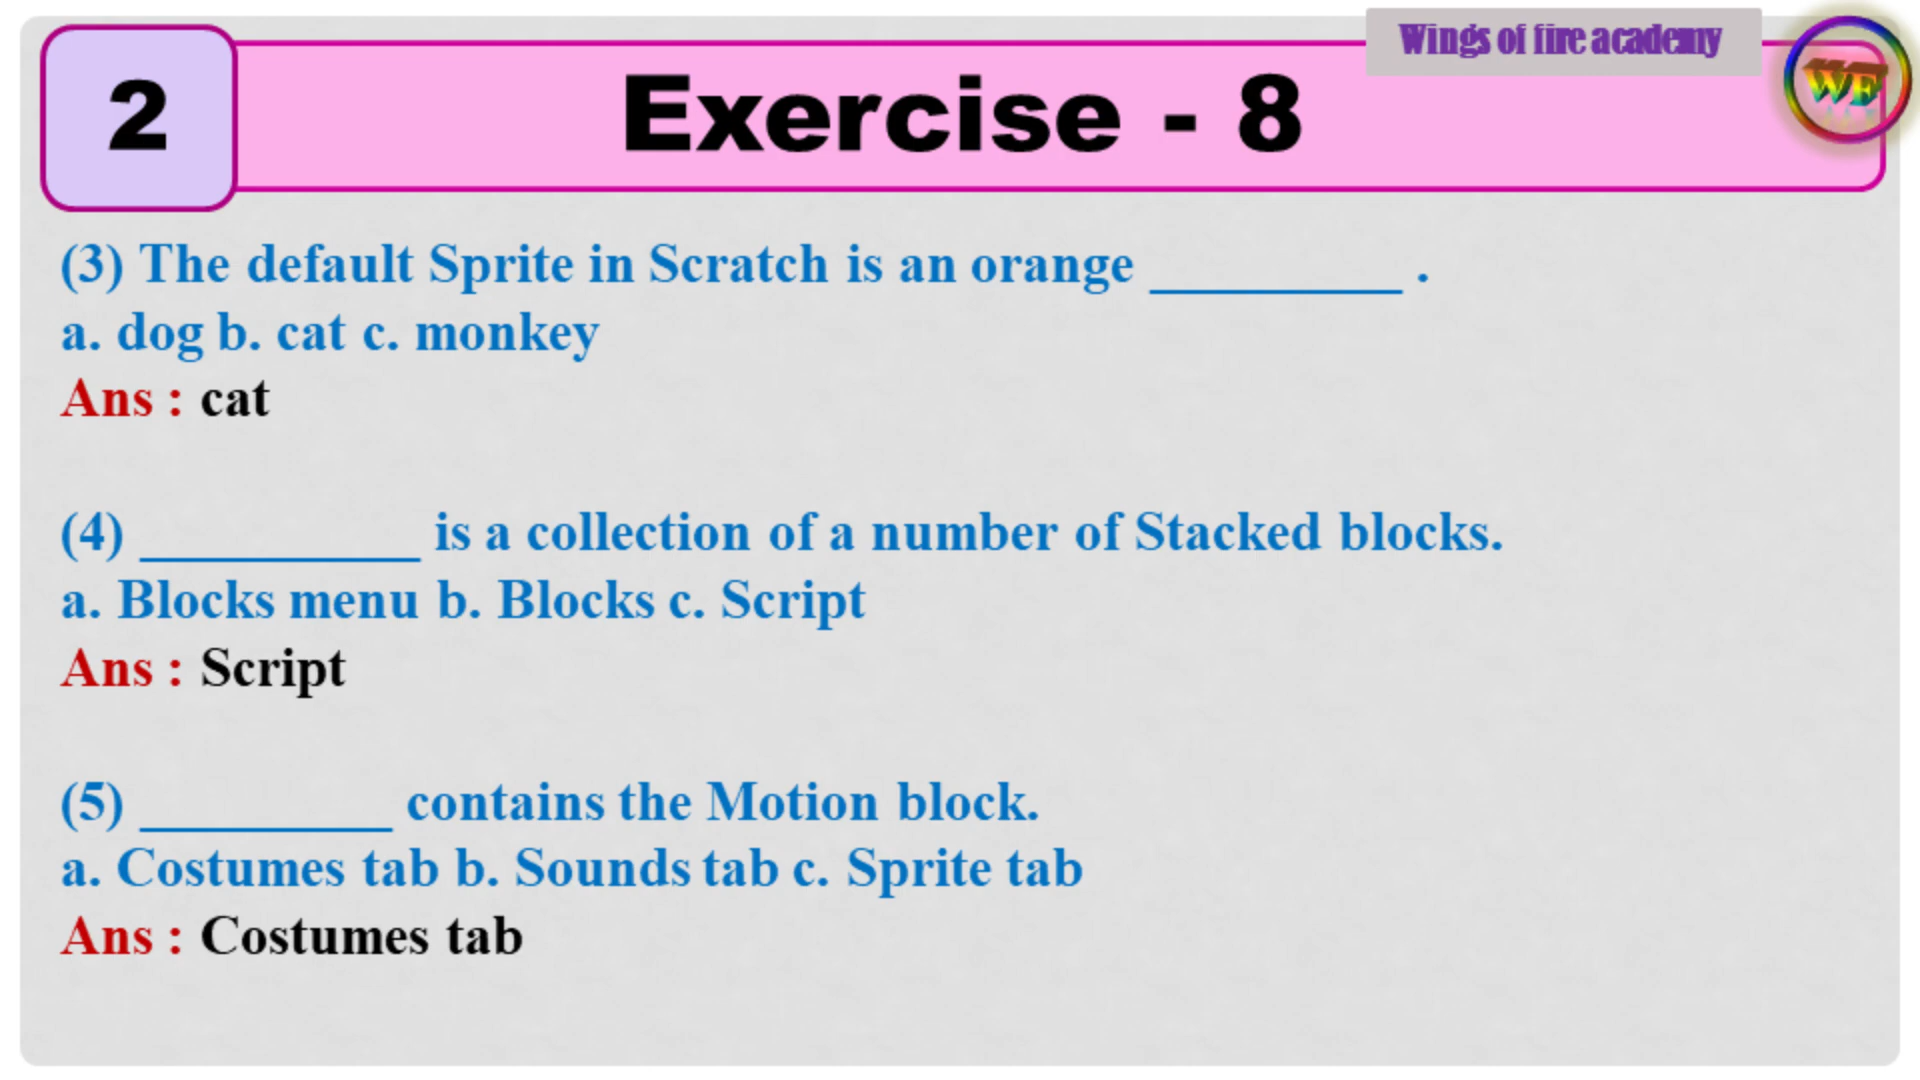 Wings of fire academy
WE
2
Exercise - 8
(3) The default Sprite in Scratch is an orange _________ .
a. dog b. cat c. monkey
Ans : cat
(4) __________ is a collection of a number of Stacked blocks.
a. Blocks menu b. Blocks c. Script
Ans : Script
(5) _________ contains the Motion block.
a. Costumes tab b. Sounds tab c. Sprite tab
Ans : Costumes tab